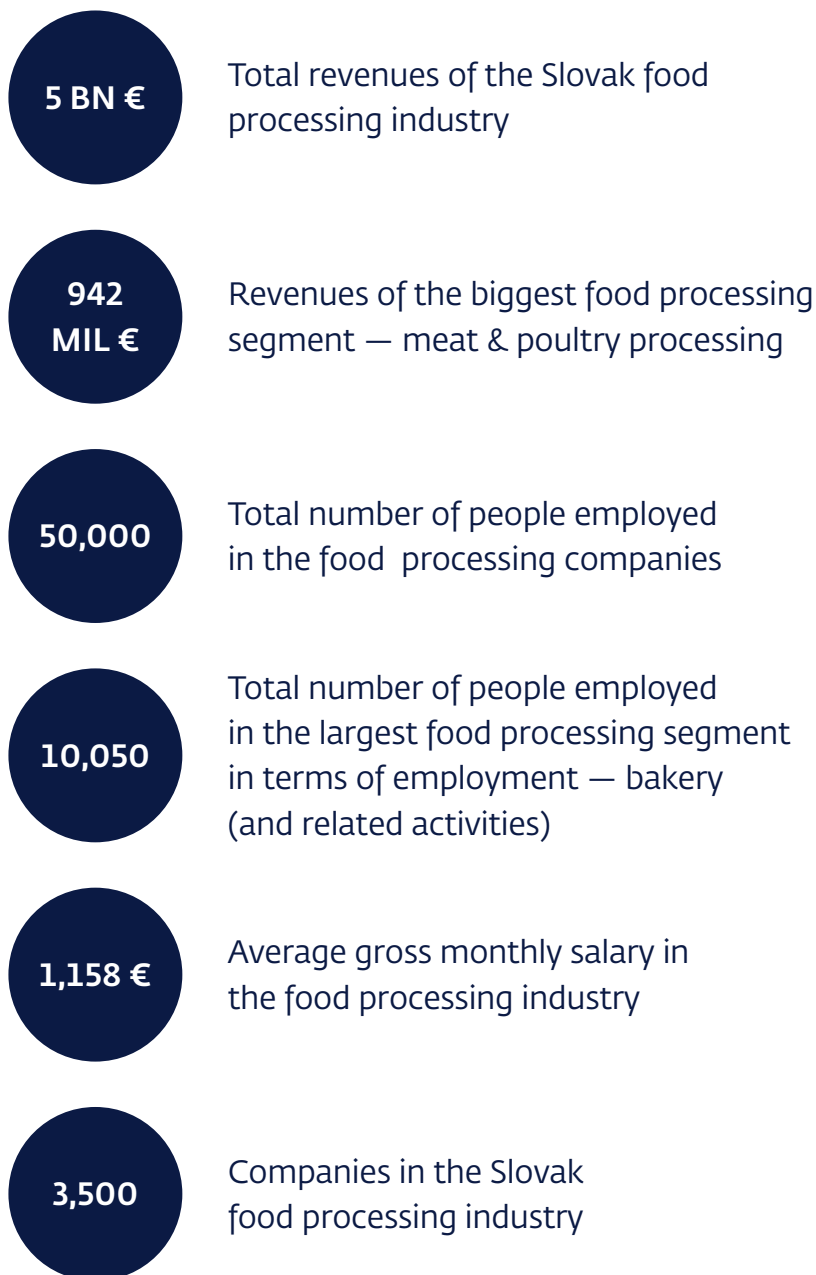 5 BN €
Total revenues of the Slovak food
processing industry
942
MIL €
Revenues of the biggest food processing
segment — meat & poultry processing
50,000
Total number of people employed
in the food  processing companies
10,050
Total number of people employed
in the largest food processing segment
in terms of employment — bakery
(and related activities)
1,158 €
Average gross monthly salary in
the food processing industry
3,500
Companies in the Slovak
food processing industry